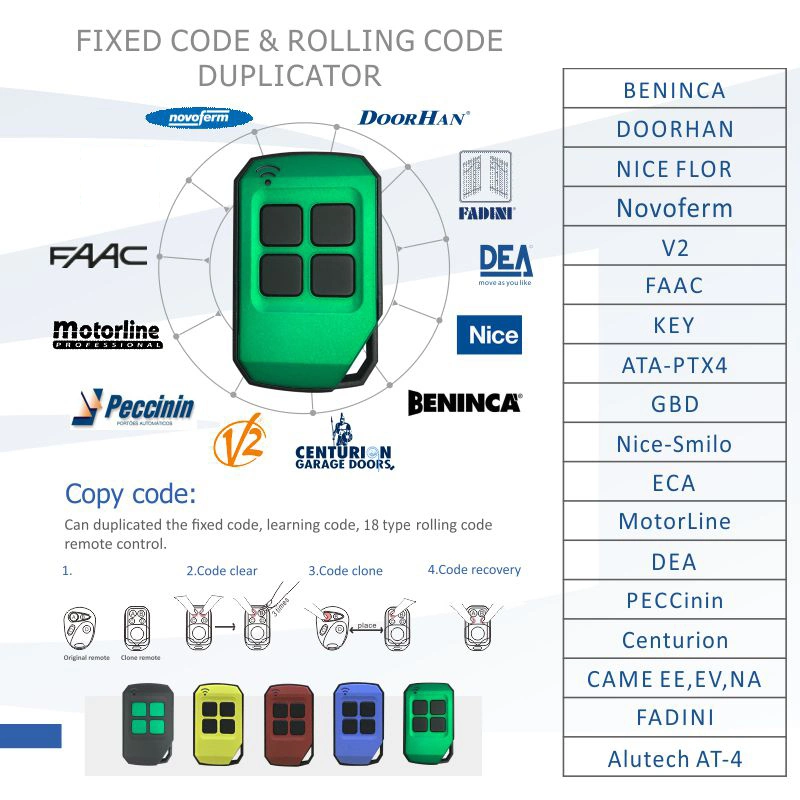 FIXED CODE & ROLLING CODE
DUPLICATOR
novoferm
DOORHAN®
FADINI®
FAAC
DEA®
move as you like
Motorline
PROFESSIONAL
Nice
Peccinin
PORTÕES AUTOMÁTICOS
BENINCA®
V2
CENTURION
GARAGE DOORS
Copy code:
Can duplicated the fixed code, learning code, 18 type rolling code
remote control.
1.
2.Code clear
3.Code clone
4.Code recovery
3 times
place
Original remote
Clone remote
BENINCA
DOORHAN
NICE FLOR
Novoferm
V2
FAAC
KEY
ATA-PTX4
GBD
Nice-Smilo
ECA
MotorLine
DEA
PECCinin
Centurion
CAME EE,EV,NA
FADINI
Alutech AT-4